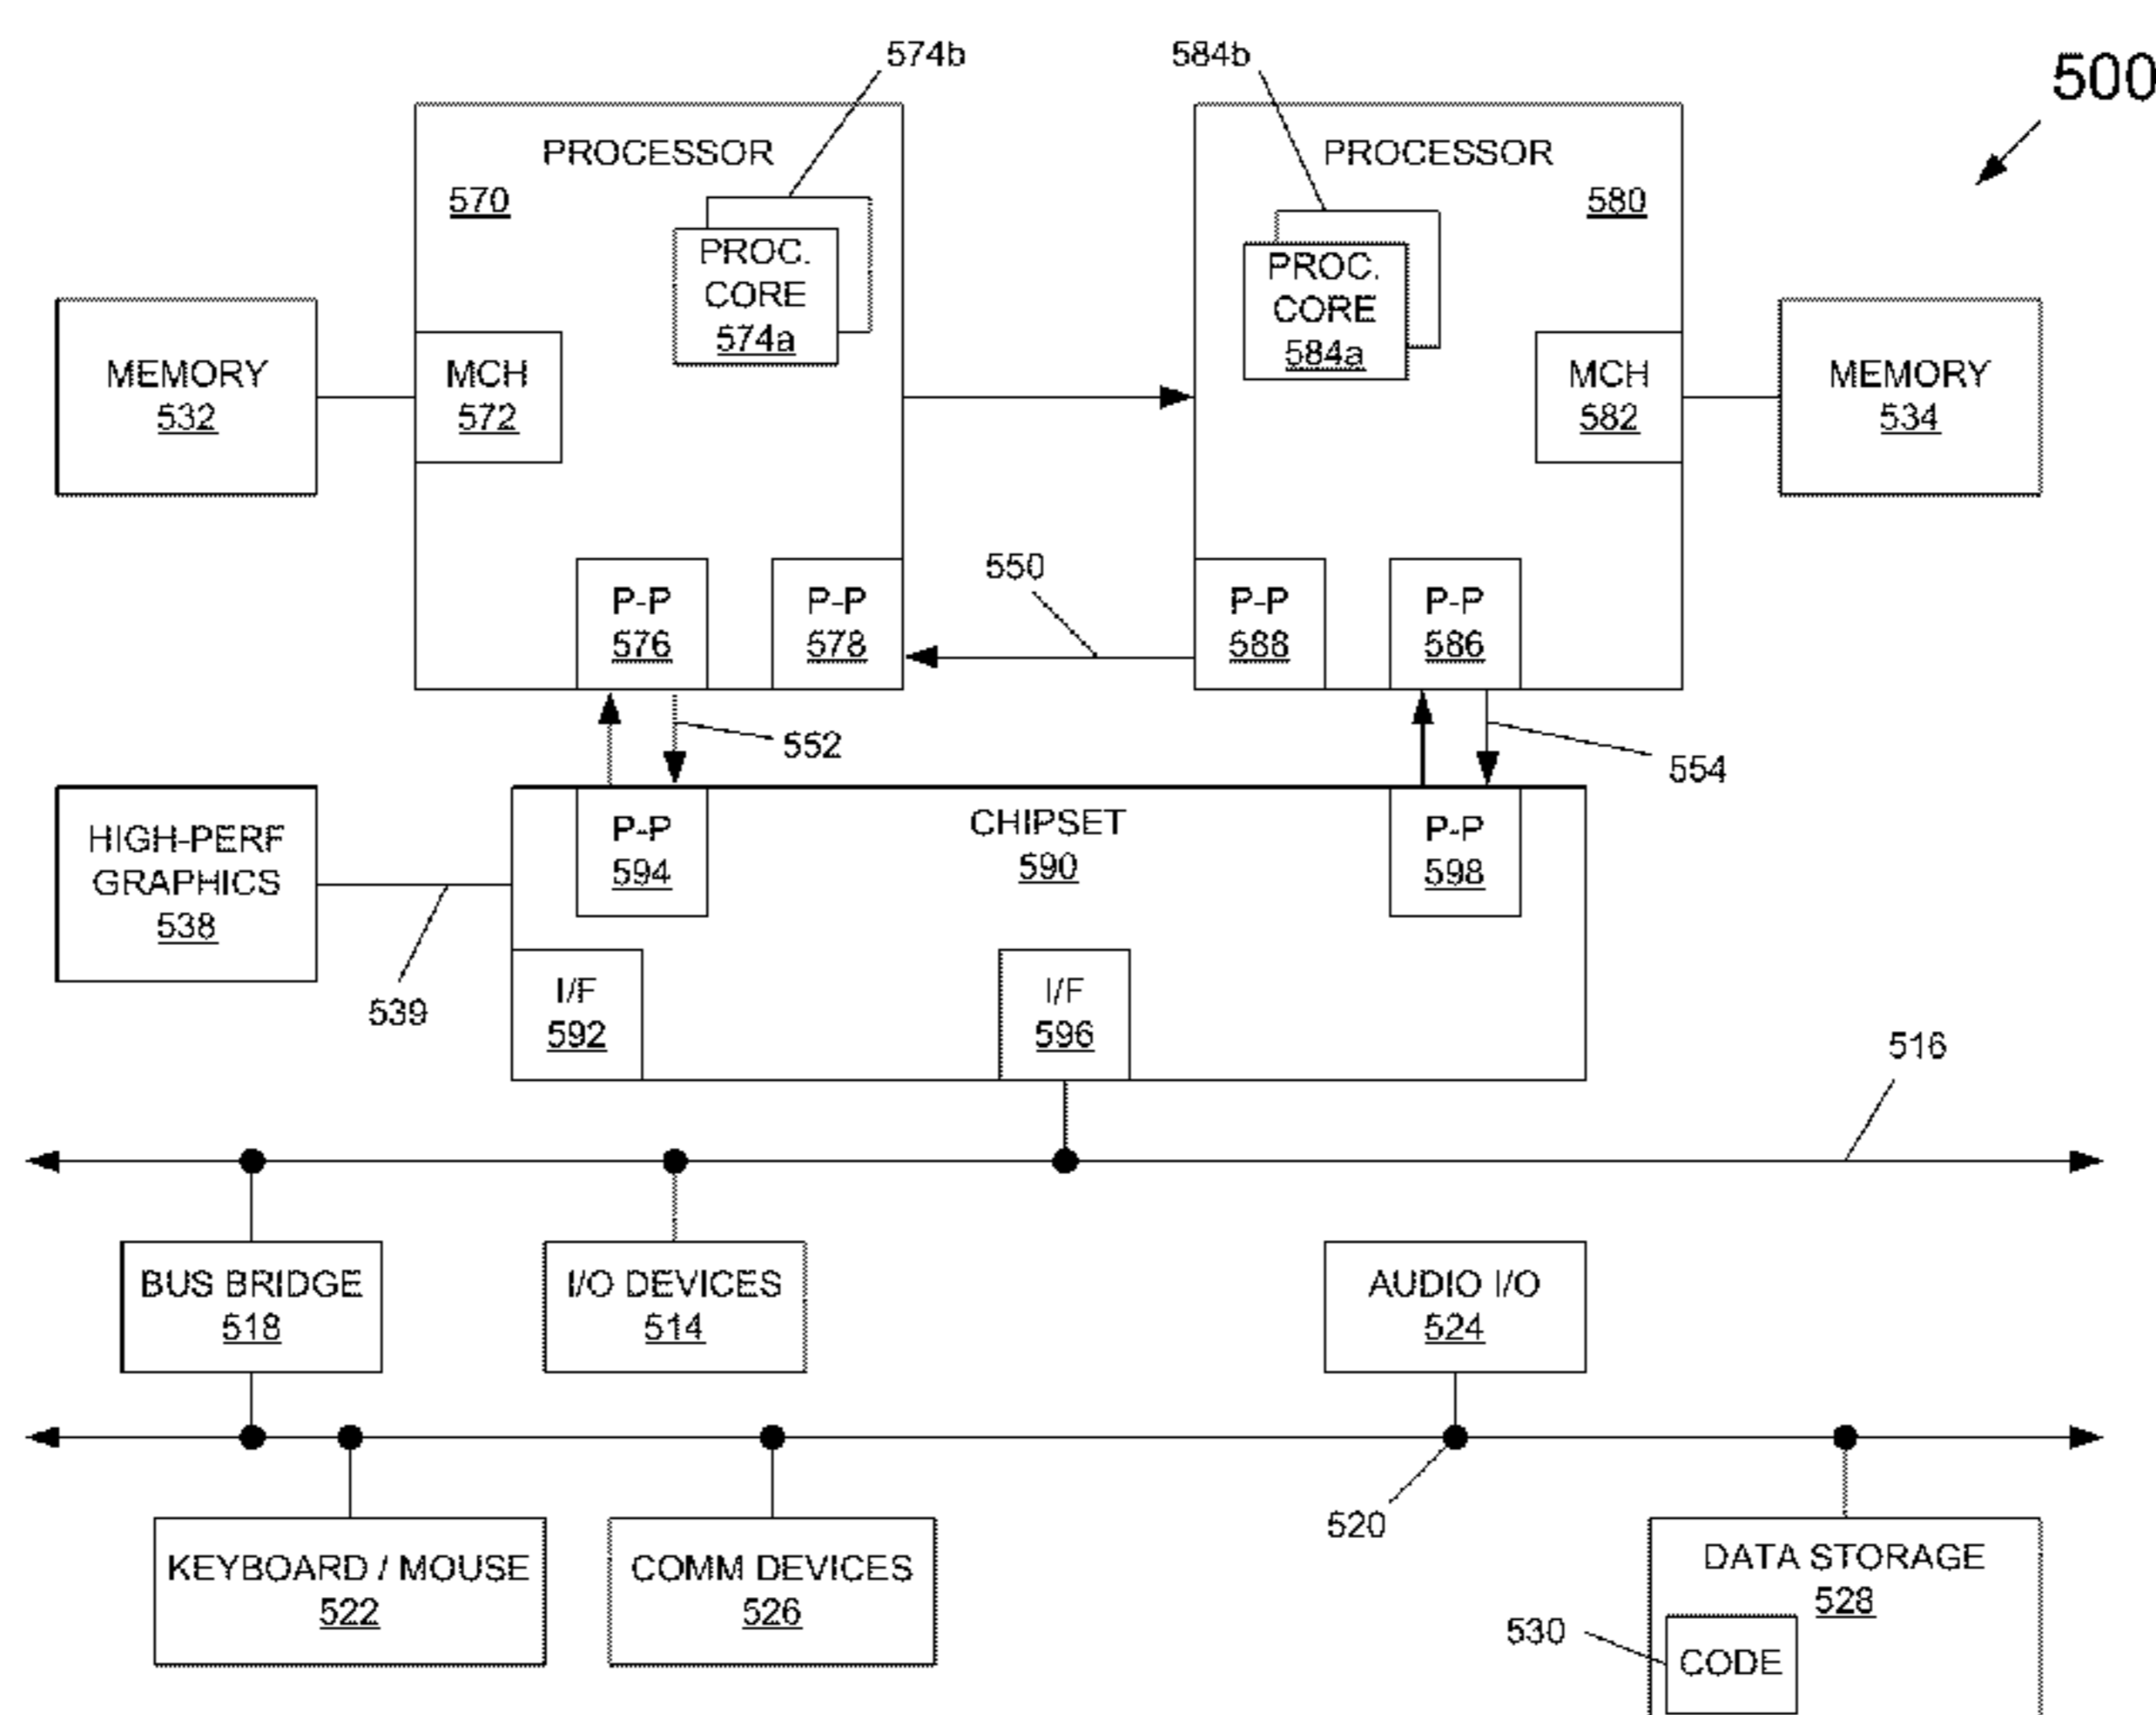 574b
584b
500
PROCESSOR
570
PROC.
CORE
574a
PROCESSOR
580
PROC.
CORE
584a
MEMORY
532
MCH
572
MCH
582
MEMORY
534
550
P-P
576
P-P
578
P-P
588
P-P
586
552
554
HIGH-PERF
GRAPHICS
538
539
P-P
594
CHIPSET
590
P-P
598
I/F
592
I/F
596
516
BUS BRIDGE
518
I/O DEVICES
514
AUDIO I/O
524
520
KEYBOARD / MOUSE
522
COMM DEVICES
526
DATA STORAGE
528
530
CODE